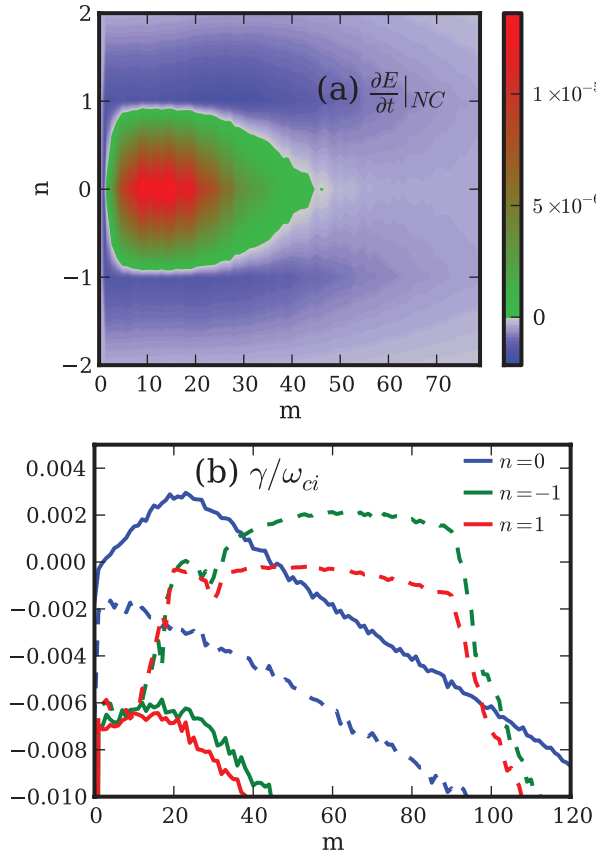 2
1
0
−1
−2
n
(a) ∂E/∂t|NC
0 10 20 30 40 50 60 70
m
1×10⁻⁵
5×10⁻⁶
0
(b) γ/ωci
n=0
n=−1
n=1
0.004
0.002
0.000
−0.002
−0.004
−0.006
−0.008
−0.010
0 20 40 60 80 100 120
m